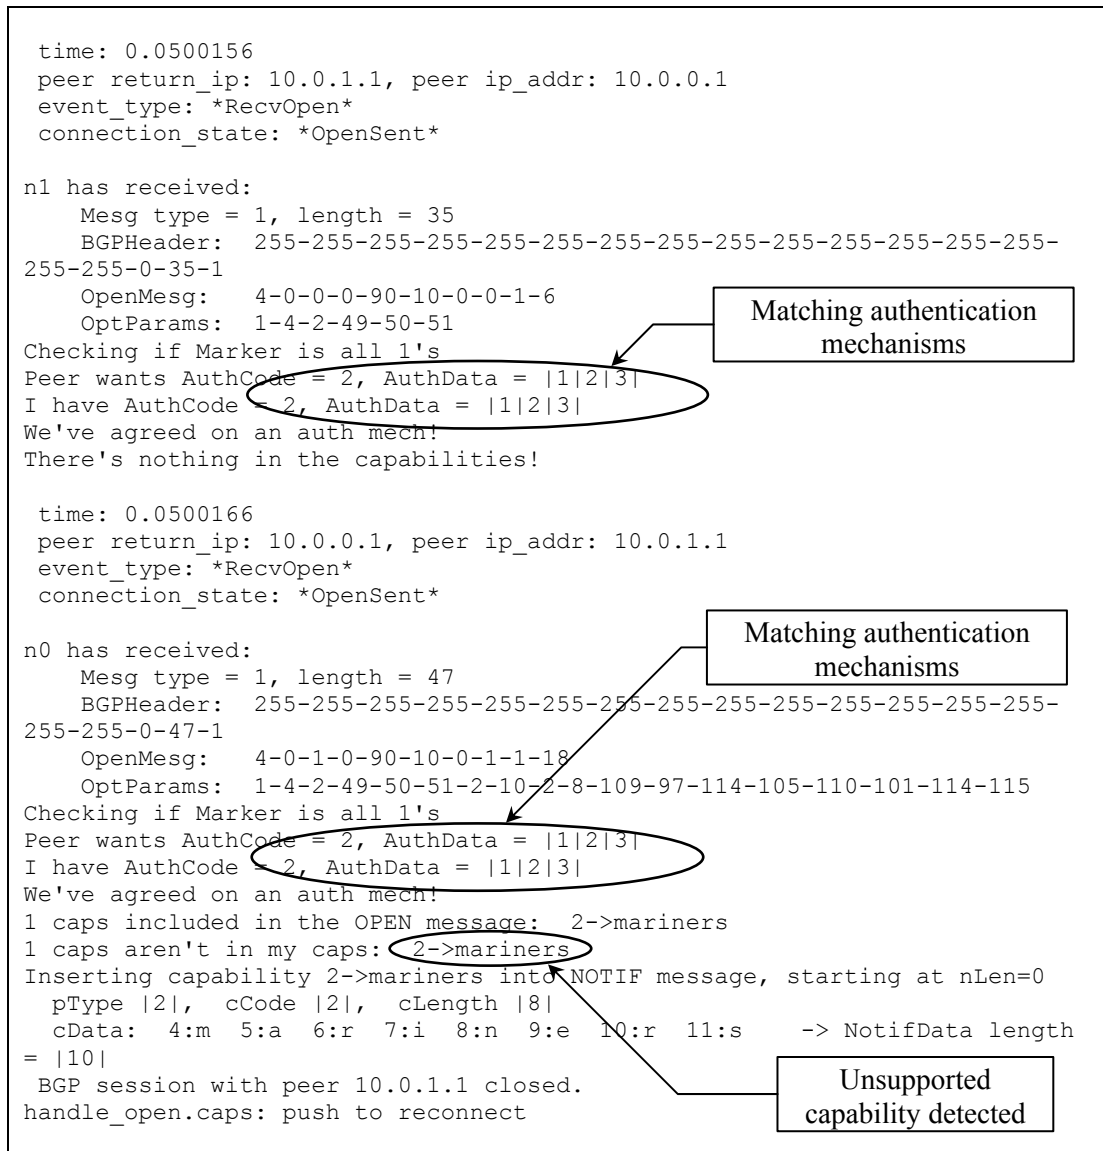 time: 0.0500156
peer return_ip: 10.0.1.1, peer ip_addr: 10.0.0.1
event_type: *RecvOpen*
connection_state: *OpenSent*
n1 has received:
Mesg type = 1, length = 35
BGPHeader: 255-255-255-255-255-255-255-255-255-255-255-255-255-255-
255-255-0-35-1
OpenMesg: 4-0-0-0-90-10-0-0-1-6
OptParams: 1-4-2-49-50-51
Matching authentication
mechanisms
Checking if Marker is all 1's
Peer wants AuthCode = 2, AuthData = |1|2|3|
I have AuthCode = 2, AuthData = |1|2|3|
We've agreed on an auth mech!
There's nothing in the capabilities!
time: 0.0500166
peer return_ip: 10.0.0.1, peer ip_addr: 10.0.1.1
event_type: *RecvOpen*
connection_state: *OpenSent*
Matching authentication
mechanisms
n0 has received:
Mesg type = 1, length = 47
BGPHeader: 255-255-255-255-255-255-255-255-255-255-255-255-255-255-
255-255-0-47-1
OpenMesg: 4-0-1-0-90-10-0-1-1-18
OptParams: 1-4-2-49-50-51-2-10-2-8-109-97-114-105-110-101-114-115
Checking if Marker is all 1's
Peer wants AuthCode = 2, AuthData = |1|2|3|
I have AuthCode = 2, AuthData = |1|2|3|
We've agreed on an auth mech!
1 caps included in the OPEN message: 2->mariners
1 caps aren't in my caps: 2->mariners
Inserting capability 2->mariners into NOTIF message, starting at nLen=0
pType |2|, cCode |2|, cLength |8|
cData: 4:m 5:a 6:r 7:i 8:n 9:e 10:r 11:s -> NotifData length
= |10|
BGP session with peer 10.0.1.1 closed.
handle_open.caps: push to reconnect
Unsupported
capability detected